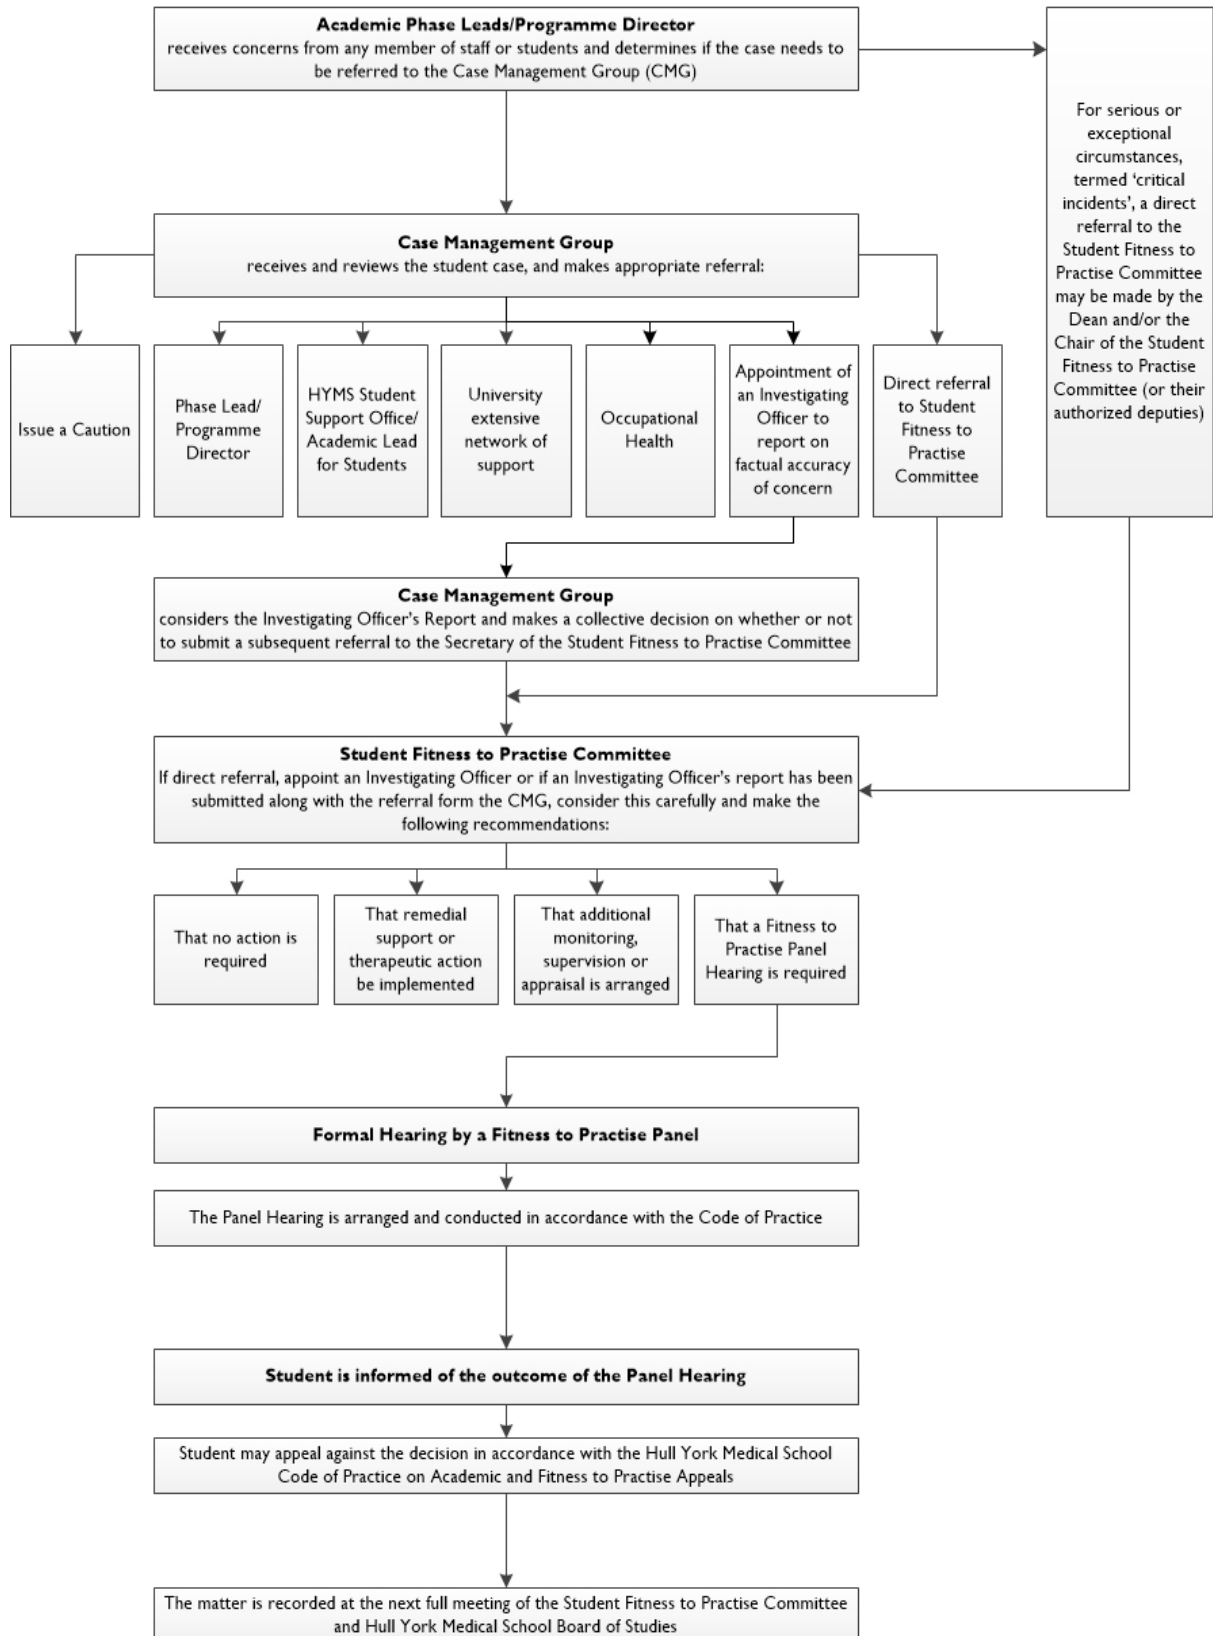 Academic Phase Leads/Programme Director
receives concerns from any member of staff or students and determines if the case needs to
be referred to the Case Management Group (CMG)
For serious or
exceptional
circumstances,
termed ‘critical
incidents’, a direct
referral to the
Student Fitness to
Practise Committee
may be made by the
Dean and/or the
Chair of the Student
Fitness to Practise
Committee (or their
authorized deputies)
Case Management Group
receives and reviews the student case, and makes appropriate referral:
Issue a Caution
Phase Lead/
Programme
Director
HYMS Student
Support Office/
Academic Lead
for Students
University
extensive
network of
support
Occupational
Health
Appointment of
an Investigating
Officer to
report on
factual accuracy
of concern
Direct referral
to Student
Fitness to
Practise
Committee
Case Management Group
considers the Investigating Officer’s Report and makes a collective decision on whether or not
to submit a subsequent referral to the Secretary of the Student Fitness to Practise Committee
Student Fitness to Practise Committee
If direct referral, appoint an Investigating Officer or if an Investigating Officer’s report has been
submitted along with the referral form the CMG, consider this carefully and make the
following recommendations:
That no action is
required
That remedial
support or
therapeutic action
be implemented
That additional
monitoring,
supervision or
appraisal is arranged
That a Fitness to
Practise Panel
Hearing is required
Formal Hearing by a Fitness to Practise Panel
The Panel Hearing is arranged and conducted in accordance with the Code of Practice
Student is informed of the outcome of the Panel Hearing
Student may appeal against the decision in accordance with the Hull York Medical School
Code of Practice on Academic and Fitness to Practise Appeals
The matter is recorded at the next full meeting of the Student Fitness to Practise Committee
and Hull York Medical School Board of Studies